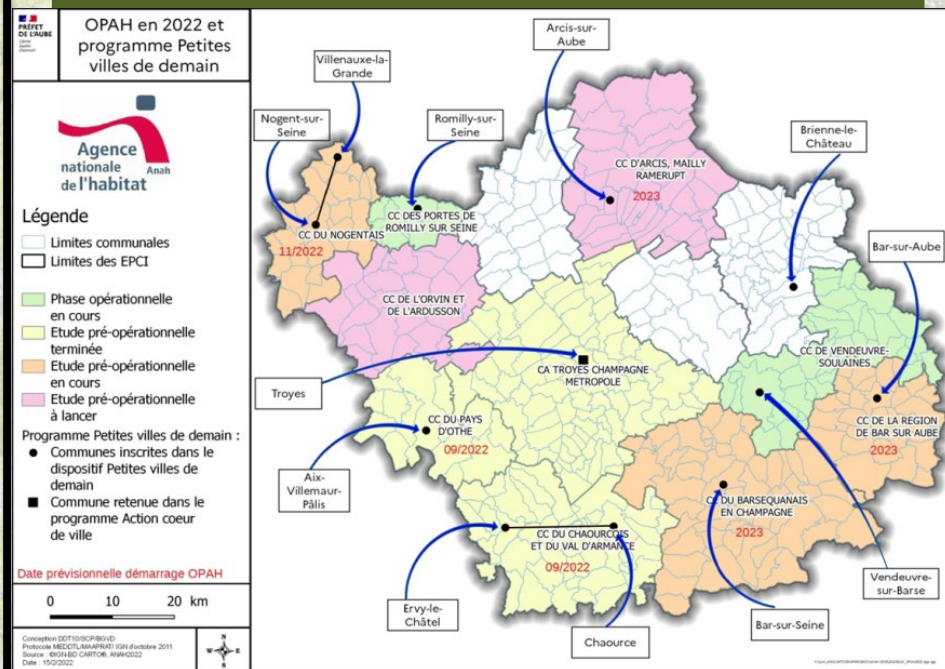 PRÉFET
DE L'AUBE
OPAH en 2022 et
programme Petites
villes de demain
Agence
nationale
de l'habitat
Anah
Légende
Limites communales
Limites des EPCI
Phase opérationnelle
en cours
Etude pré-opérationnelle
terminée
Etude pré-opérationnelle
en cours
Etude pré-opérationnelle
à lancer
Programme Petites villes de demain :
Communes inscrites dans le
dispositif Petites villes de
demain
Commune retenue dans le
programme Action coeur
de ville
Date prévisionnelle démarrage OPAH
0 10 20 km
Conception DDT10/SCP/BGVD
Protocole MEDDTL/MAAPRAT/ IGN d'octobre 2011
Source : ©IGN-BD CARTO®, ANAH2022
Date : 15/2/2022
N
W
E
S
Arcis-sur-
Aube
Villenauxe-la-
Grande
Nogent-sur-
Seine
Romilly-sur-
Seine
Brienne-le-
Château
Bar-sur-Aube
CC D'ARCIS, MAILLY
RAMERUPT
2023
CC DES PORTES DE
ROMILLY SUR SEINE
CC DU NOGENTAIS
11/2022
CC DE L'ORVIN ET
DE L'ARDUSSON
CC DE VENDEUVRE-
SOULAINES
CA TROYES CHAMPAGNE
METROPOLE
Troyes
CC DU PAYS
D'OTHE
09/2022
CC DE LA REGION
DE BAR SUR AUBE
2023
Aix-
Villemaur-
Pâlis
CC DU BARSEQUANAIS
EN CHAMPAGNE
2023
CC DU CHAOURCOIS
ET DU VAL D'ARMANCE
09/2022
Ervy-le-
Châtel
Chaource
Bar-sur-Seine
Vendeuvre-
sur-Barse